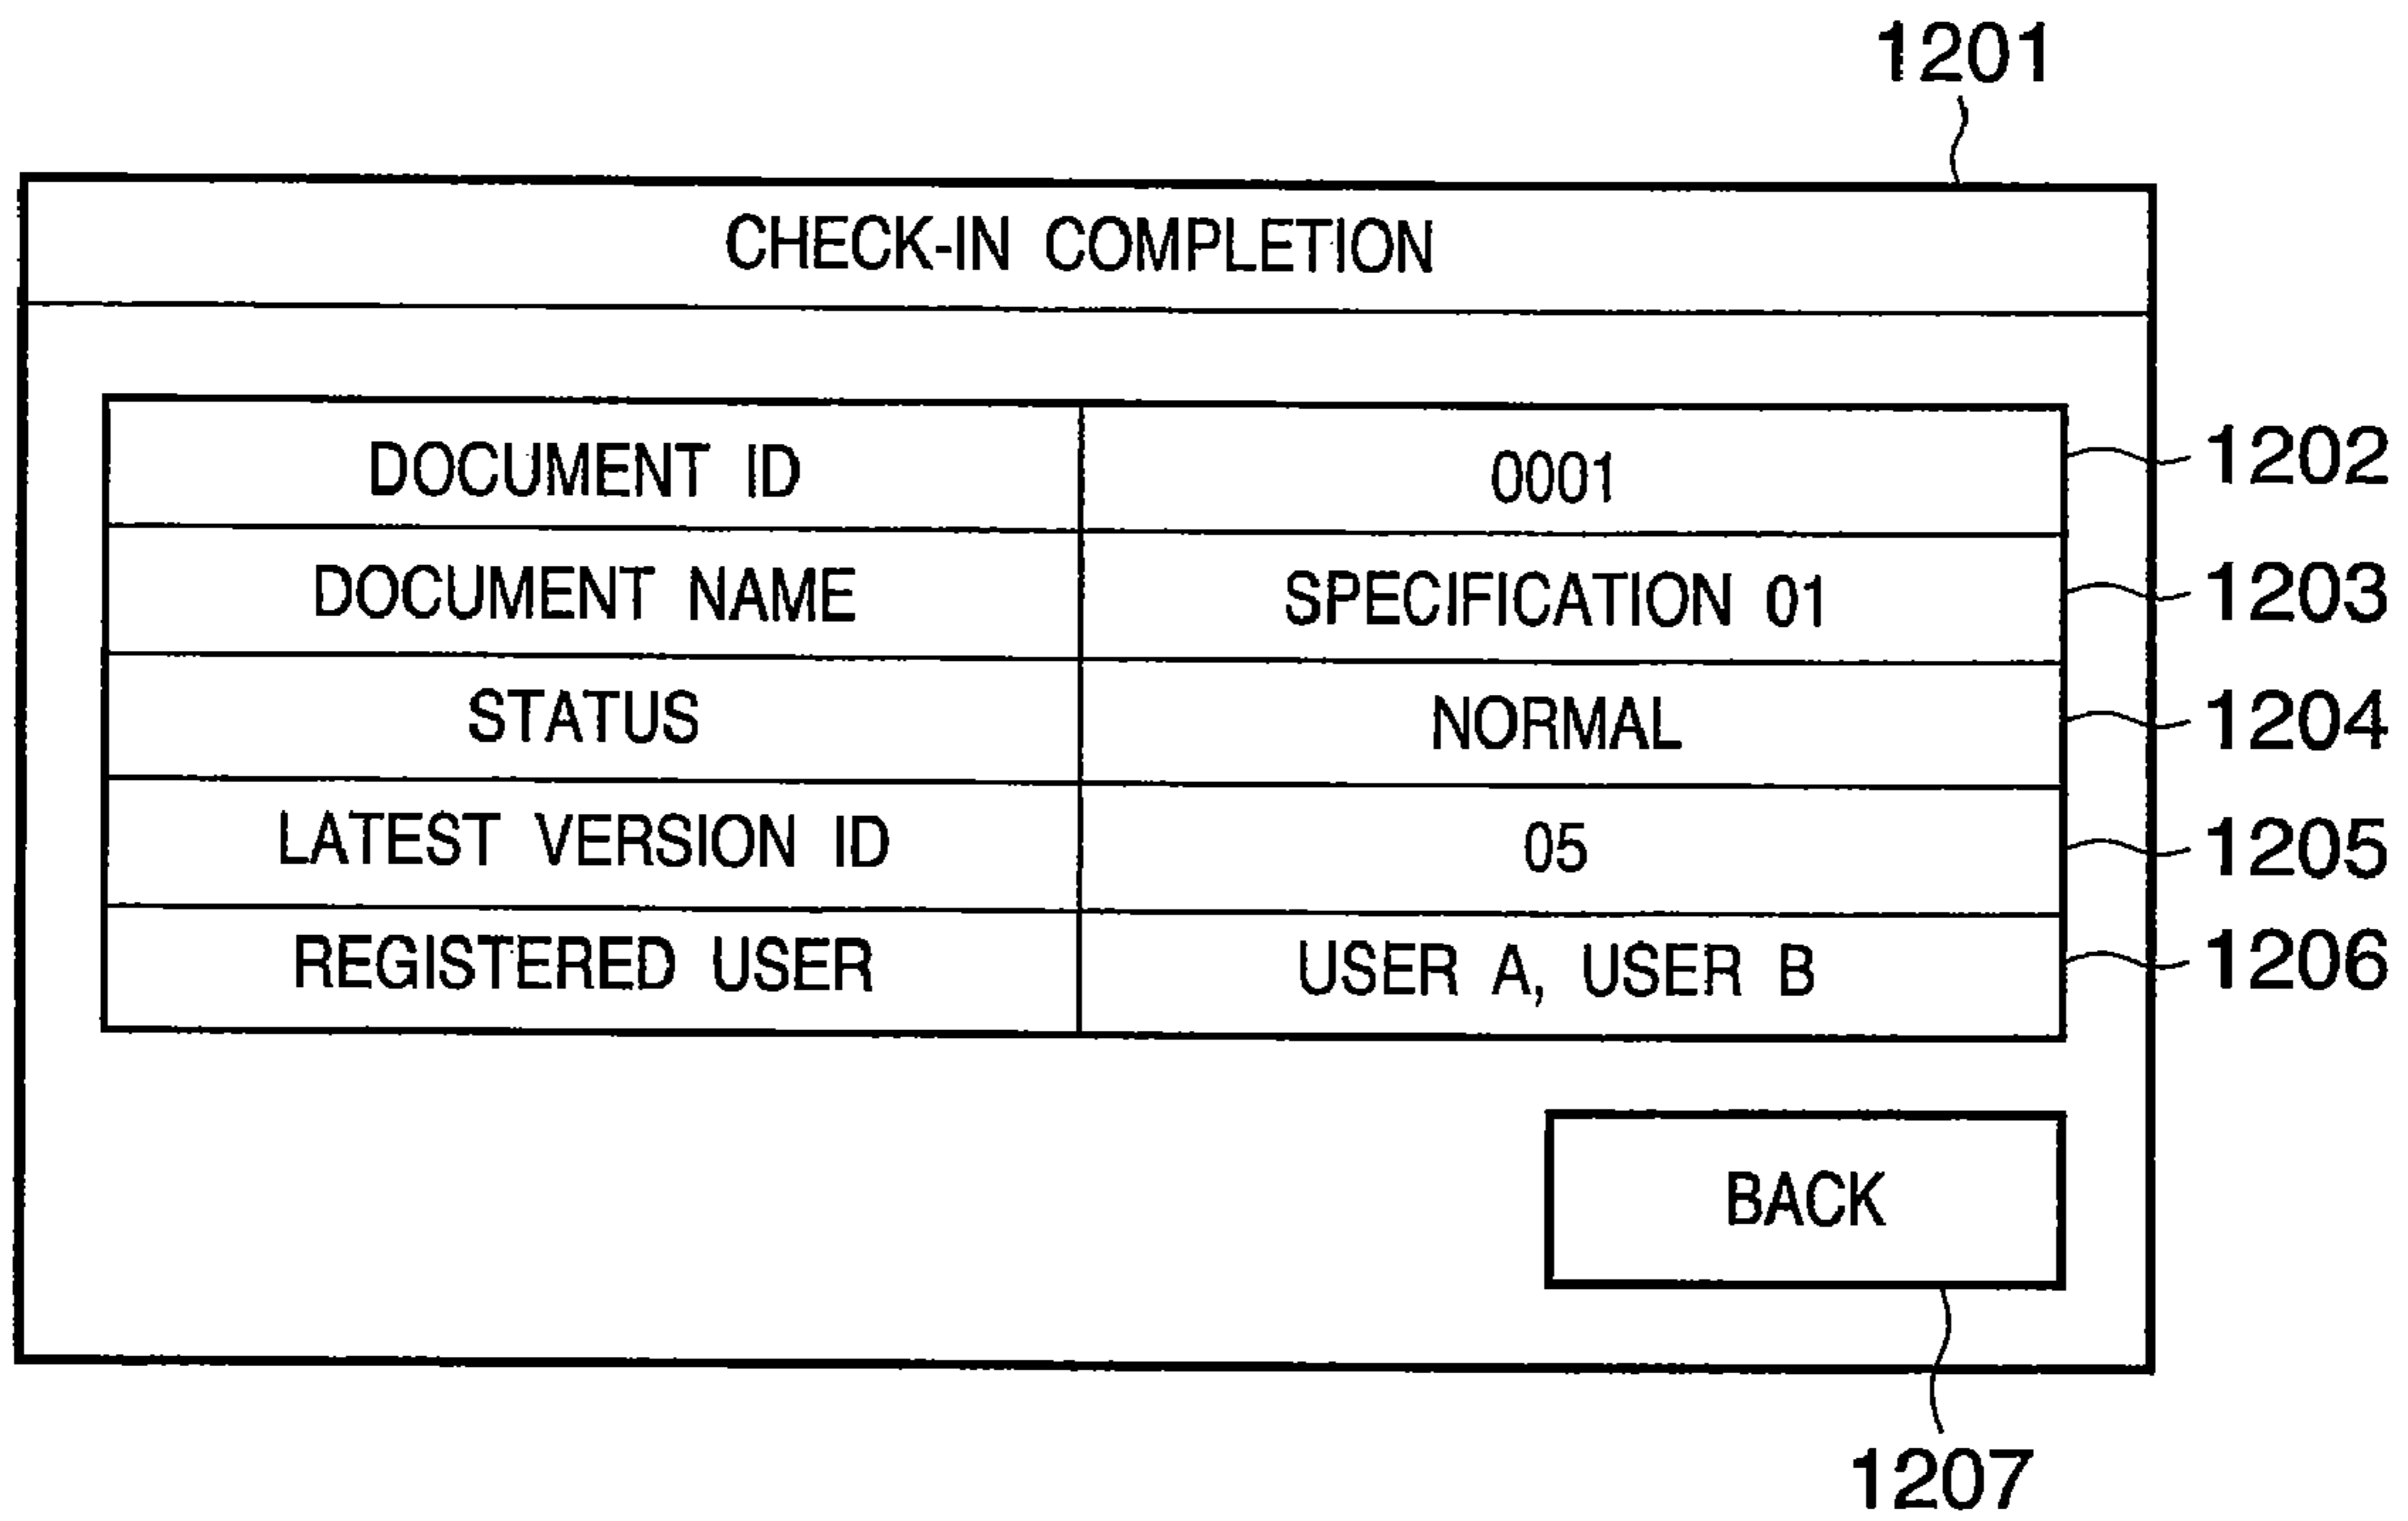 1201
CHECK-IN COMPLETION
DOCUMENT ID 0001 1202
DOCUMENT NAME SPECIFICATION 01 1203
STATUS NORMAL 1204
LATEST VERSION ID 05 1205
REGISTERED USER USER A, USER B 1206
BACK
1207